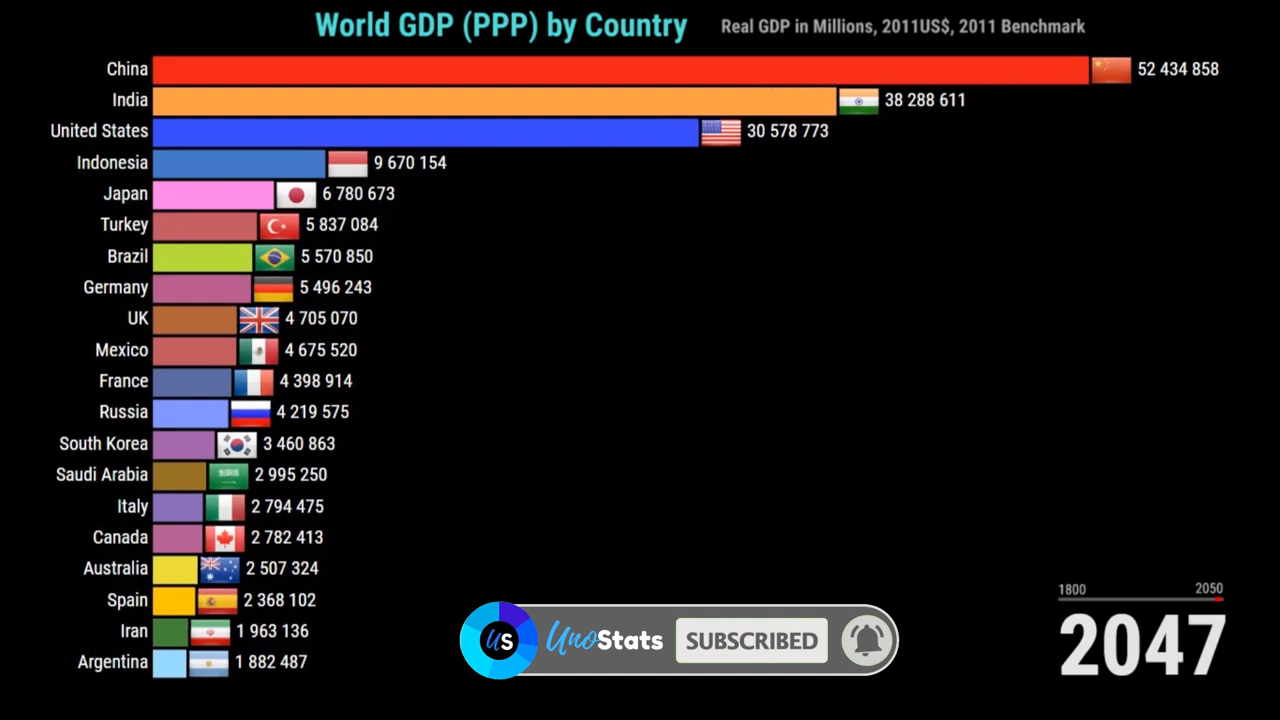 World GDP (PPP) by Country Real GDP in Millions, 2011US$, 2011 Benchmark
China 52 434 858
India 38 288 611
United States 30 578 773
Indonesia 9 670 154
Japan 6 780 673
Turkey 5 837 084
Brazil 5 570 850
Germany 5 496 243
UK 4 705 070
Mexico 4 675 520
France 4 398 914
Russia 4 219 575
South Korea 3 460 863
Saudi Arabia 2 995 250
Italy 2 794 475
Canada 2 782 413
Australia 2 507 324
Spain 2 368 102
Iran 1 963 136
Argentina 1 882 487
1800 2050
2047
US UnoStats SUBSCRIBED